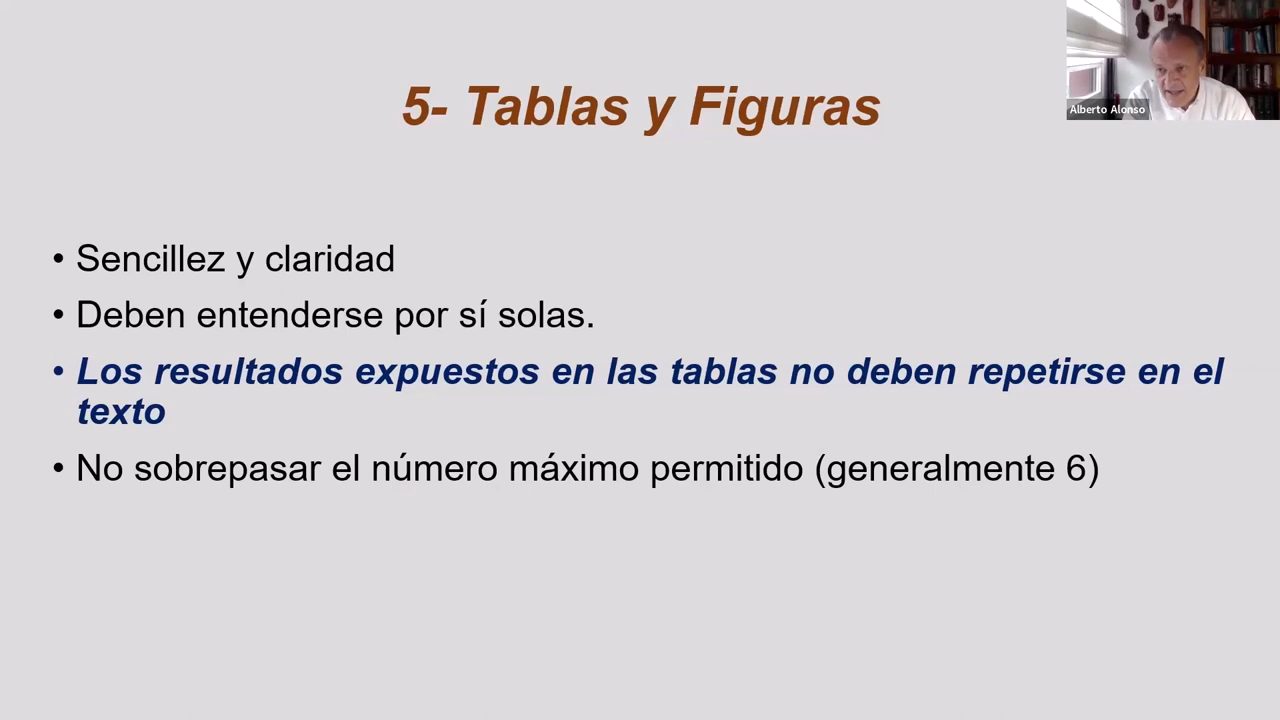 5- Tablas y Figuras
Alberto Alonso
• Sencillez y claridad
• Deben entenderse por sí solas.
• Los resultados expuestos en las tablas no deben repetirse en el
texto
• No sobrepasar el número máximo permitido (generalmente 6)